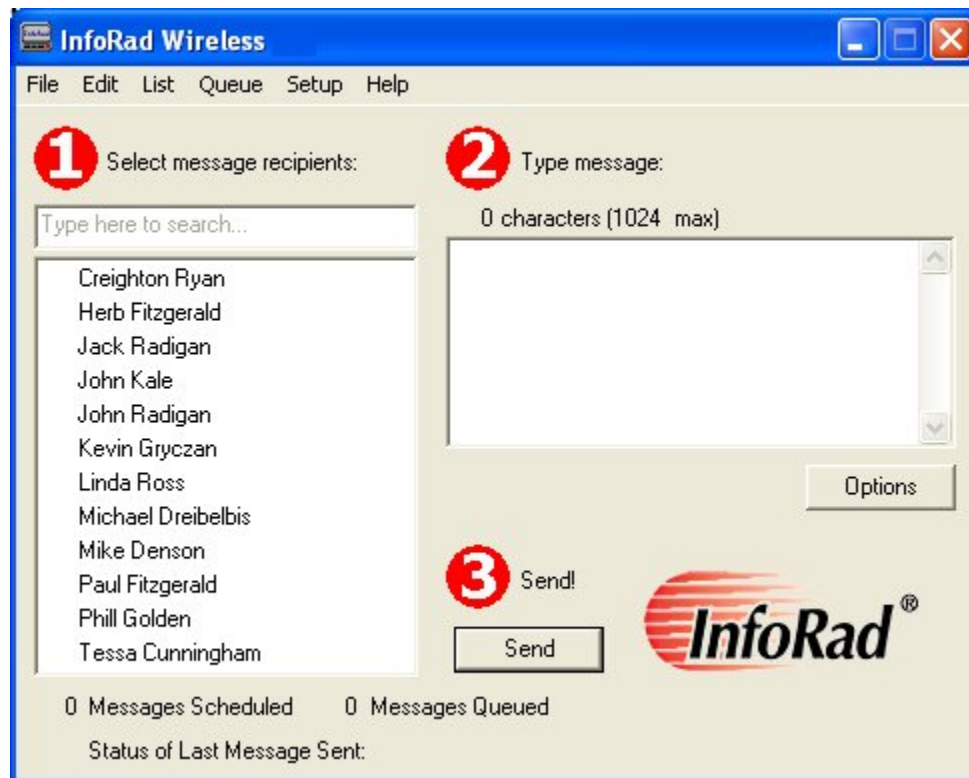 InfoRad Wireless
File Edit List Queue Setup Help
1 Select message recipients:
Type here to search...
Creighton Ryan
Herb Fitzgerald
Jack Radigan
John Kale
John Radigan
Kevin Gryczan
Linda Ross
Michael Dreibelbis
Mike Denson
Paul Fitzgerald
Phill Golden
Tessa Cunningham
2 Type message:
0 characters (1024 max)
Options
3 Send!
Send
InfoRad®
0 Messages Scheduled 0 Messages Queued
Status of Last Message Sent: